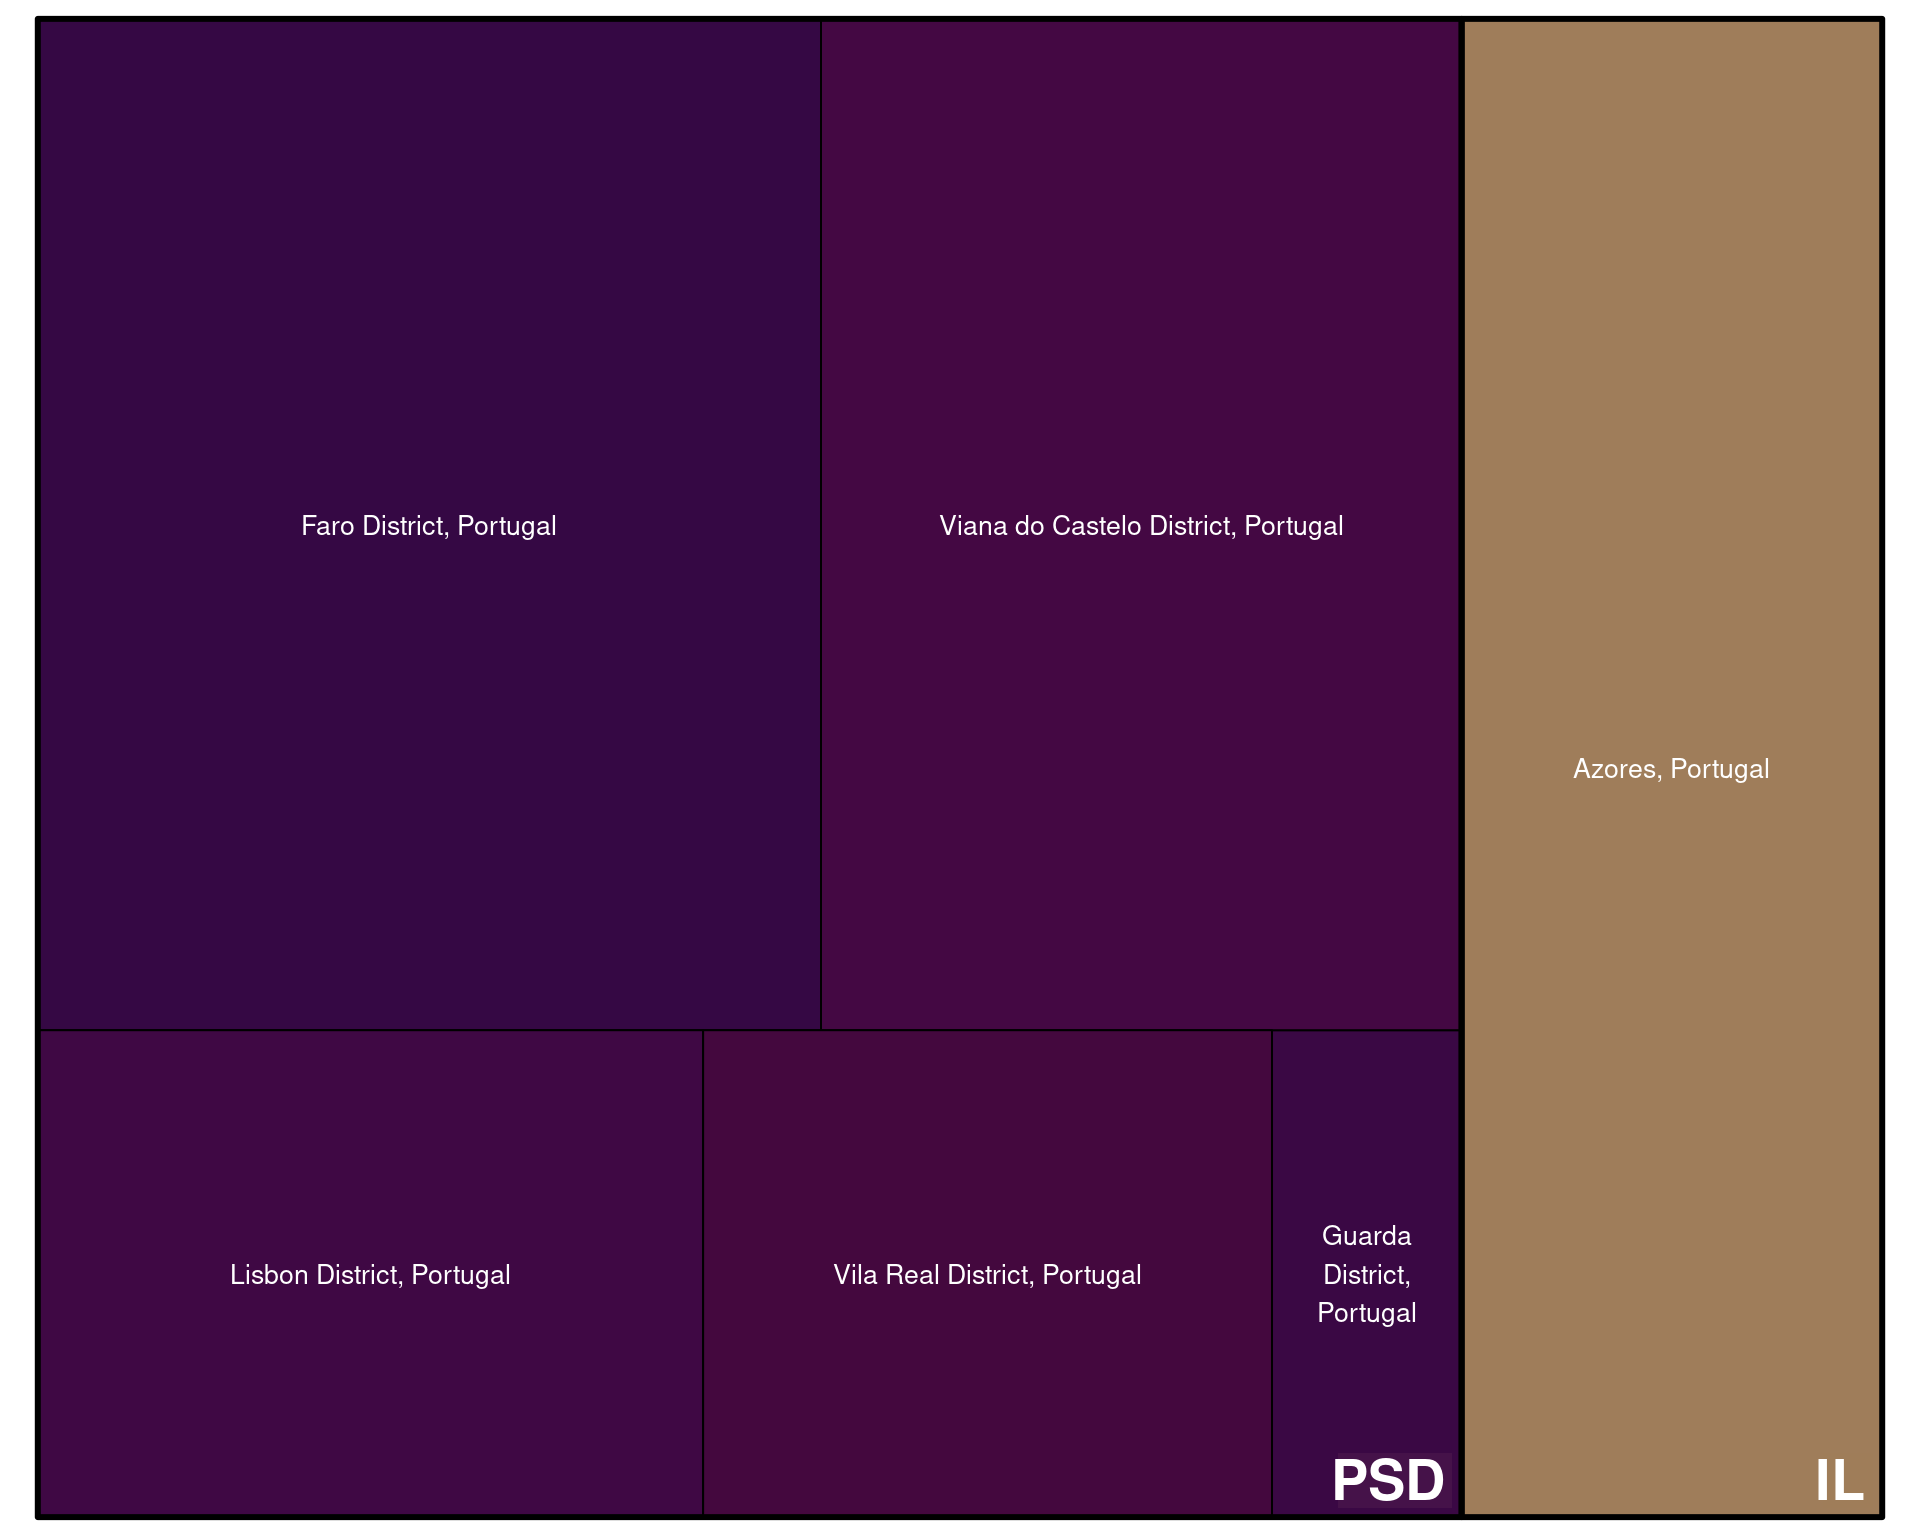 Faro District, Portugal
Viana do Castelo District, Portugal
Azores, Portugal
Lisbon District, Portugal
Vila Real District, Portugal
Guarda
District,
Portugal
PSD
IL